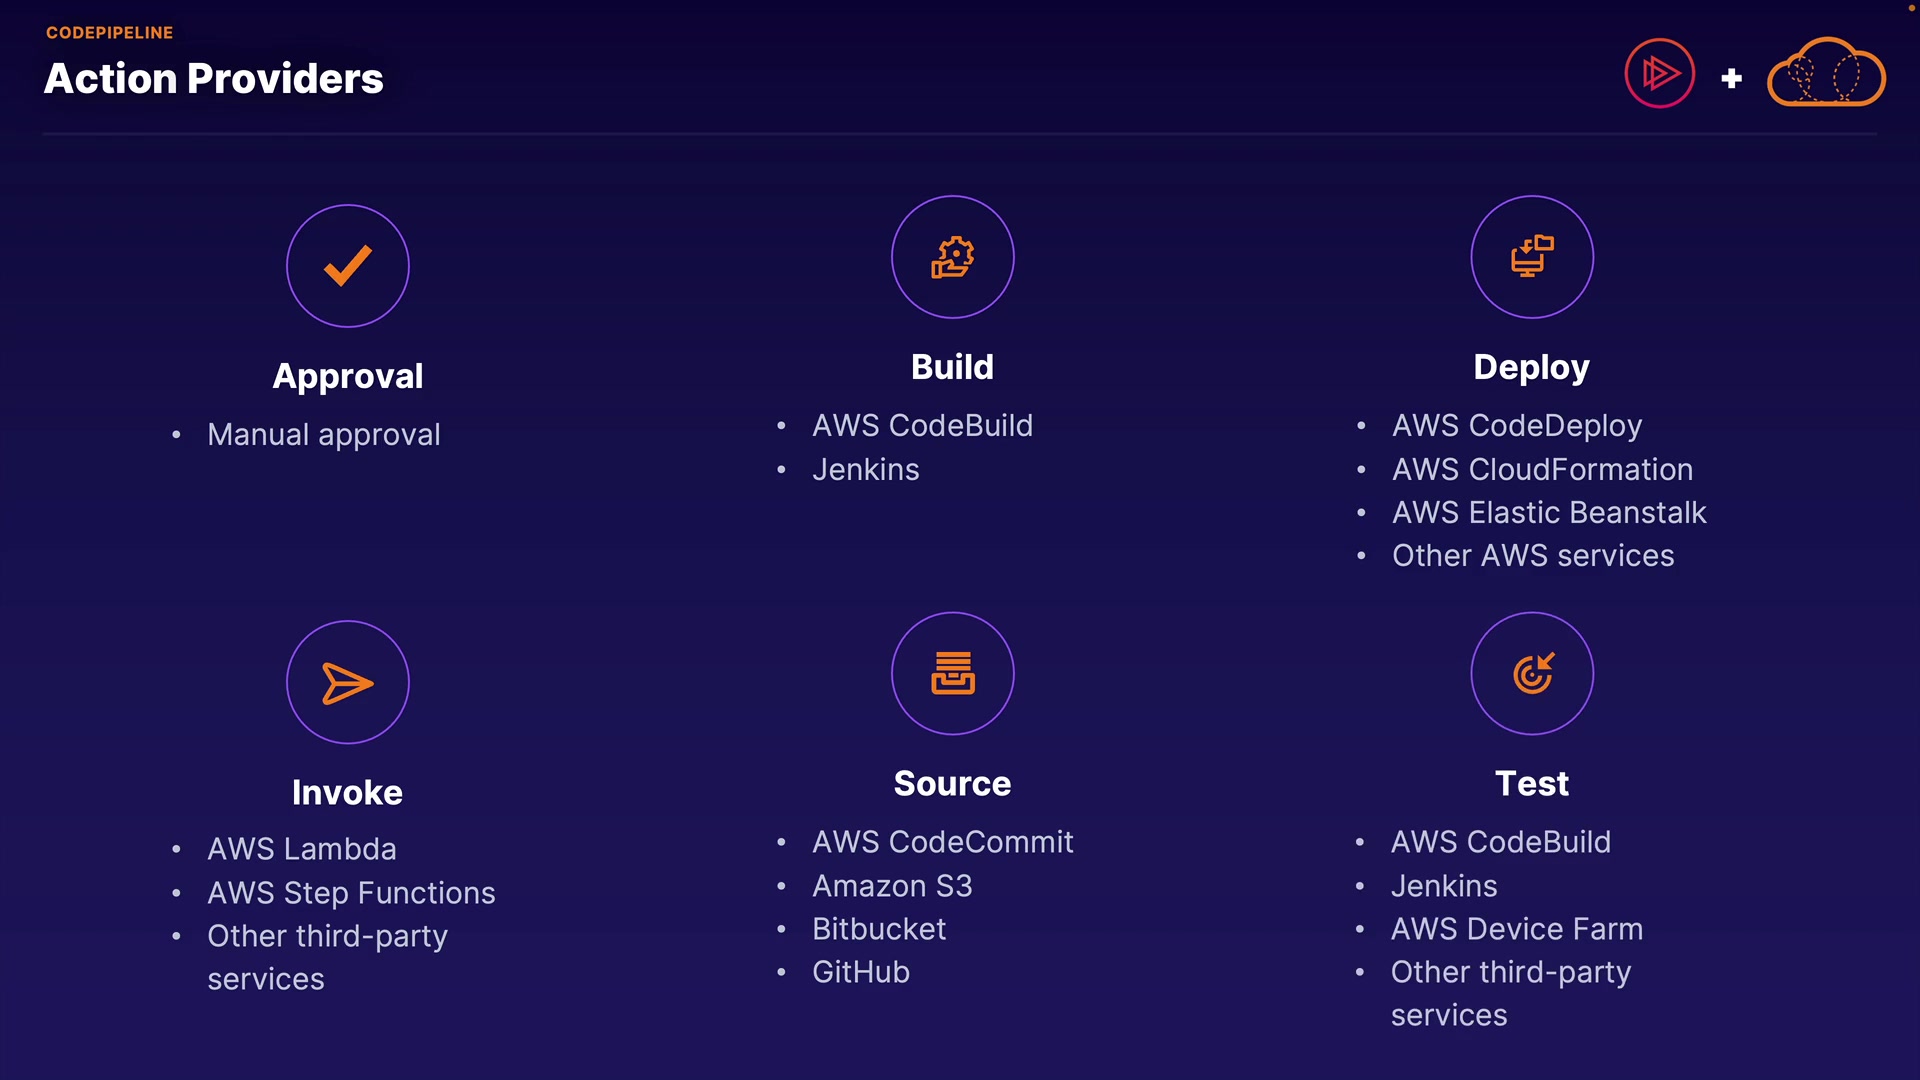 CODEPIPELINE
Action Providers
+
Approval
• Manual approval
Build
• AWS CodeBuild
• Jenkins
Deploy
• AWS CodeDeploy
• AWS CloudFormation
• AWS Elastic Beanstalk
• Other AWS services
Invoke
• AWS Lambda
• AWS Step Functions
• Other third-party
services
Source
• AWS CodeCommit
• Amazon S3
• Bitbucket
• GitHub
Test
• AWS CodeBuild
• Jenkins
• AWS Device Farm
• Other third-party
services